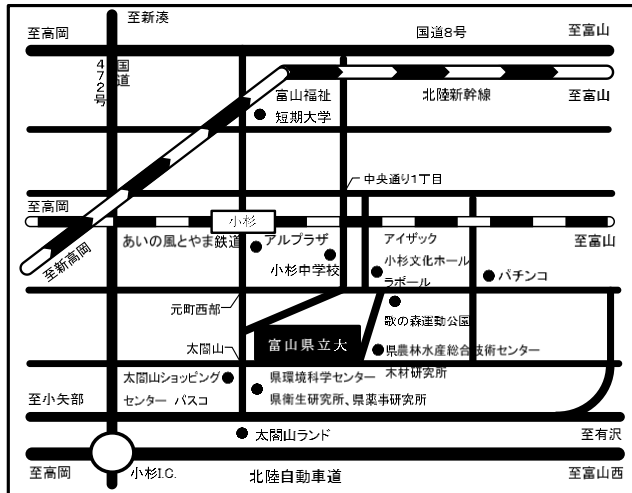 至新湊
至高岡
国道8号
至富山
国道
472号
富山福祉
短期大学
北陸新幹線
至富山
中央通り1丁目
至高岡
小杉
あいの風とやま鉄道
アルプラザ
アイザック
至富山
至新高岡
小杉中学校
小杉文化ホール
ラポール
パチンコ
元町西部
歌の森運動公園
太閤山
富山県立大
県農林水産総合技術センター
木材研究所
太閤山ショッピング
センター パスコ
県環境科学センター
県衛生研究所、県薬事研究所
至小矢部
太閤山ランド
至有沢
至高岡
小杉I.C.
北陸自動車道
至富山西